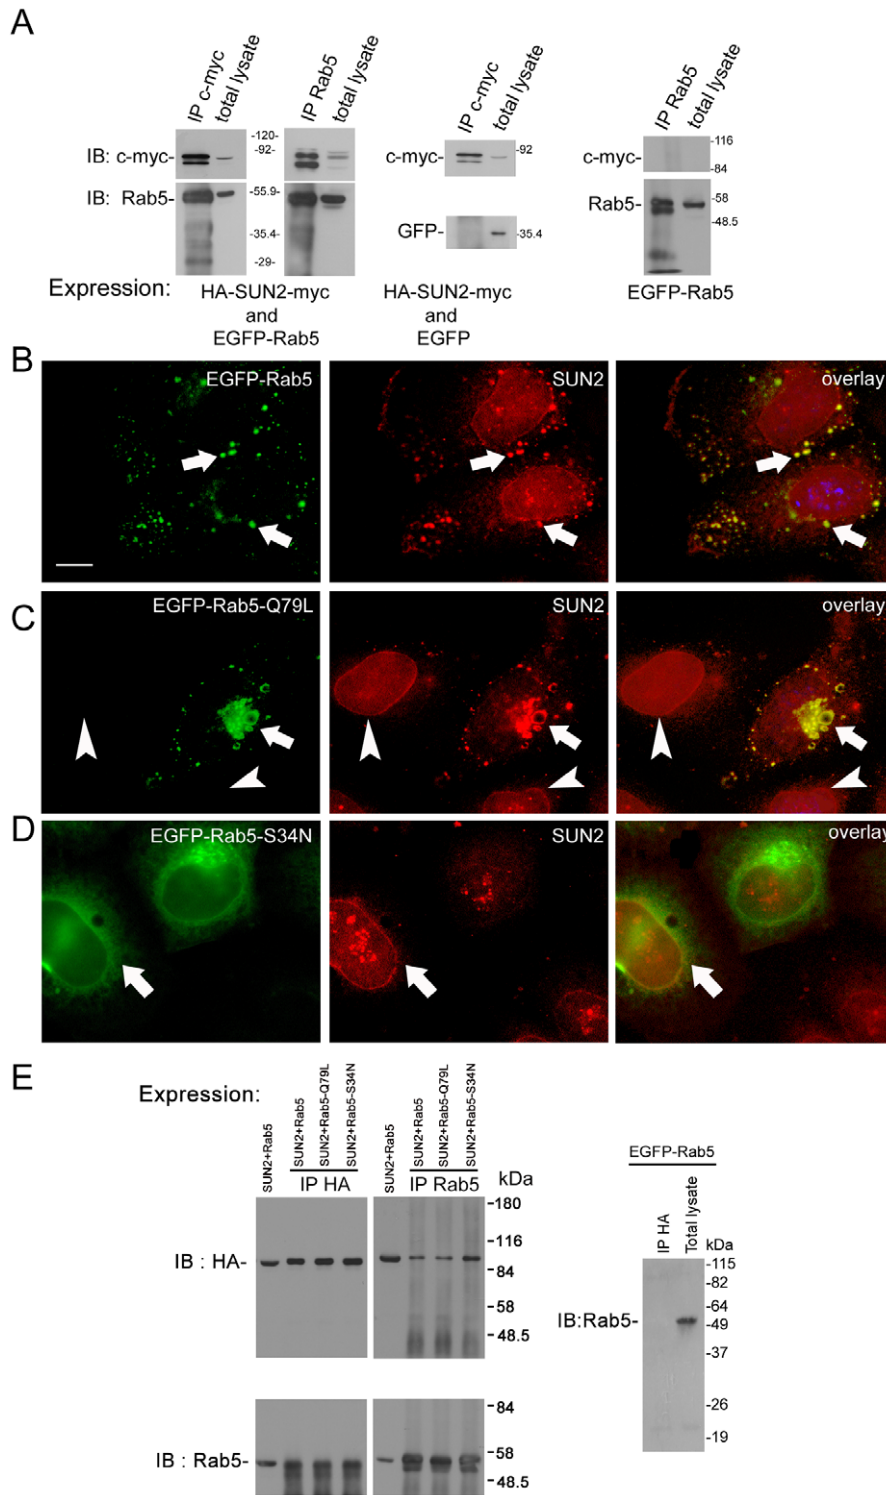 A
IP c-myc
total lysate
IP Rab5
total lysate
IP c-myc
total lysate
IP Rab5
total lysate
IB: c-myc-
-120-
-92-
c-myc-
-92
c-myc-
-116
-84
IB: Rab5-
-55.9-
-35.4-
-29-
GFP-
-35.4
Rab5-
-58
-48.5
Expression:
HA-SUN2-myc
and
EGFP-Rab5
HA-SUN2-myc
and
EGFP
EGFP-Rab5
B
EGFP-Rab5
SUN2
overlay
C
EGFP-Rab5-Q79L
SUN2
overlay
D
EGFP-Rab5-S34N
SUN2
overlay
E
Expression:
SUN2+Rab5
SUN2+Rab5
SUN2+Rab5-Q79L
SUN2+Rab5-S34N
SUN2+Rab5
SUN2+Rab5
SUN2+Rab5-Q79L
SUN2+Rab5-S34N
IP HA
IP Rab5
kDa
IB : HA-
-180
-116
-84
-58
-48.5
IB : Rab5-
-84
-58
-48.5
EGFP-Rab5
IP HA
Total lysate
kDa
IB:Rab5-
-115
-82
-64
-49
-37
-26
-19